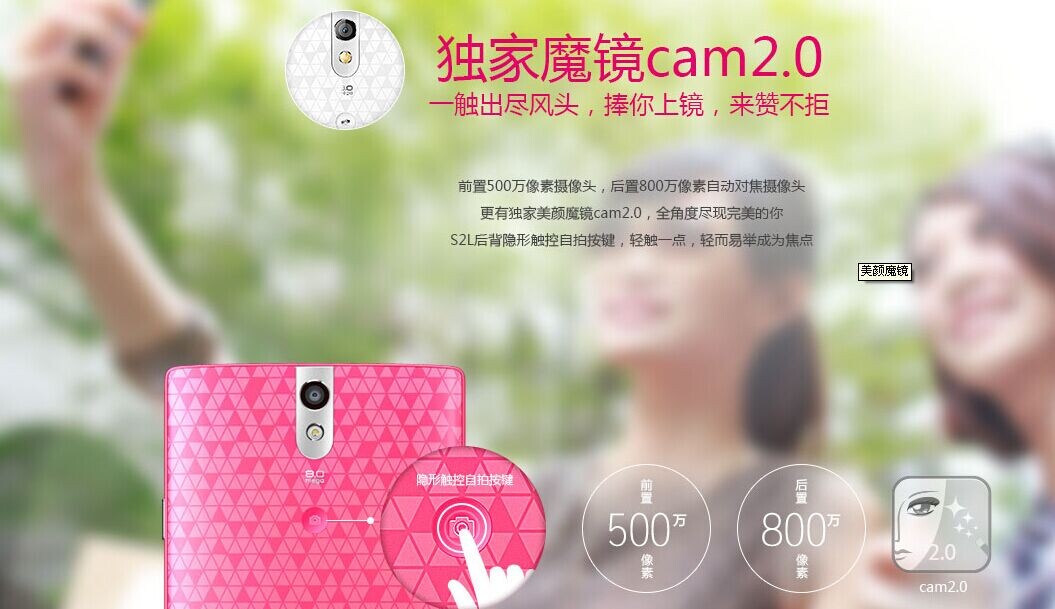 独家魔镜cam2.0
一触出尽风头，捧你上镜，来赞不拒
前置500万像素摄像头，后置800万像素自动对焦摄像头
更有独家美颜魔镜cam2.0，全角度尽现完美的你
S2L后背隐形触控自拍按键，轻触一点，轻而易举成为焦点
美颜魔镜
8.0
mega
隐形触控自拍按键
前置
500万
像素
后置
800万
像素
2.0
cam2.0